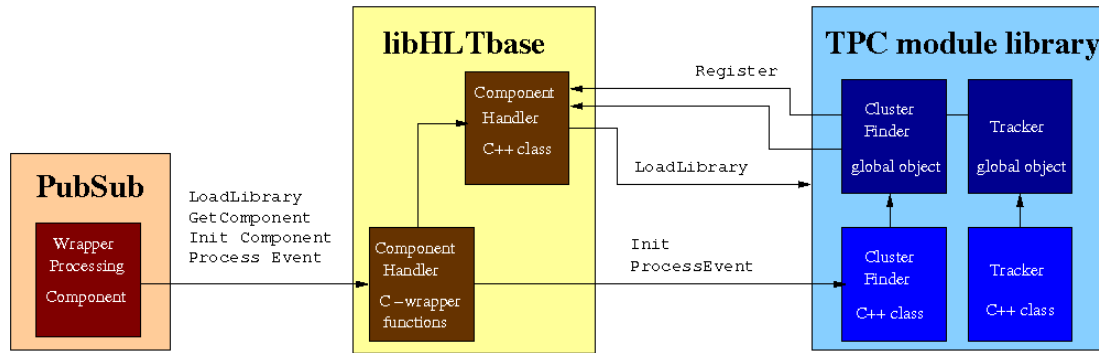 libHLTbase
TPC module library
Register
Component
Handler
C++ class
Cluster
Finder
global object
Tracker
global object
LoadLibrary
PubSub
LoadLibrary
GetComponent
Init Component
Process Event
Wrapper
Processing
Component
Component
Handler
C-wrapper
functions
Init
ProcessEvent
Cluster
Finder
C++ class
Tracker
C++ class